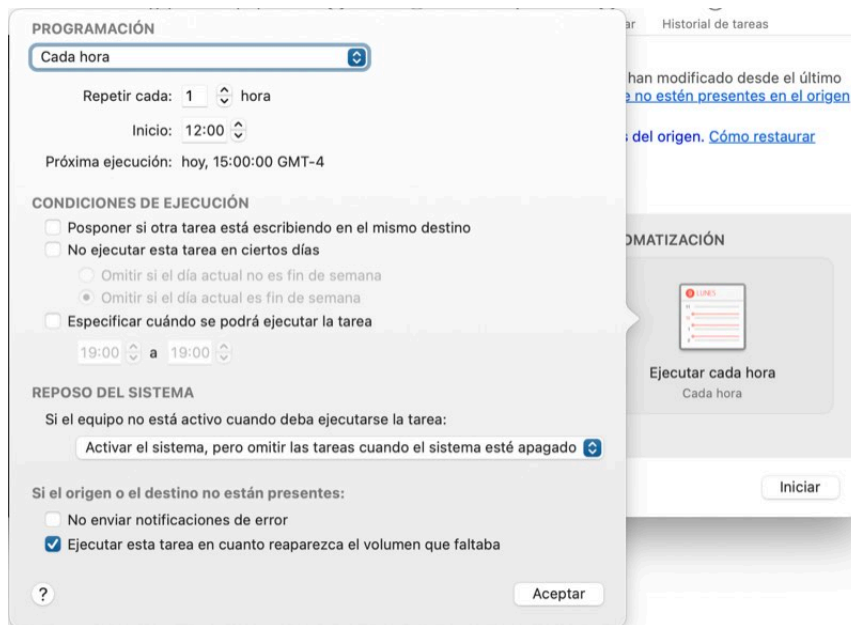 PROGRAMACIÓN
Cada hora
Repetir cada: 1 hora
Inicio: 12:00
Próxima ejecución: hoy, 15:00:00 GMT-4
CONDICIONES DE EJECUCIÓN
Posponer si otra tarea está escribiendo en el mismo destino
No ejecutar esta tarea en ciertos días
Omitir si el día actual no es fin de semana
Omitir si el día actual es fin de semana
Especificar cuándo se podrá ejecutar la tarea
19:00 a 19:00
REPOSO DEL SISTEMA
Si el equipo no está activo cuando deba ejecutarse la tarea:
Activar el sistema, pero omitir las tareas cuando el sistema esté apagado
Si el origen o el destino no están presentes:
No enviar notificaciones de error
Ejecutar esta tarea en cuanto reaparezca el volumen que faltaba
?
Aceptar
ar Historial de tareas
han modificado desde el último
e no estén presentes en el origen
s del origen. Cómo restaurar
OMATIZACIÓN
LUNES
Ejecutar cada hora
Cada hora
Iniciar